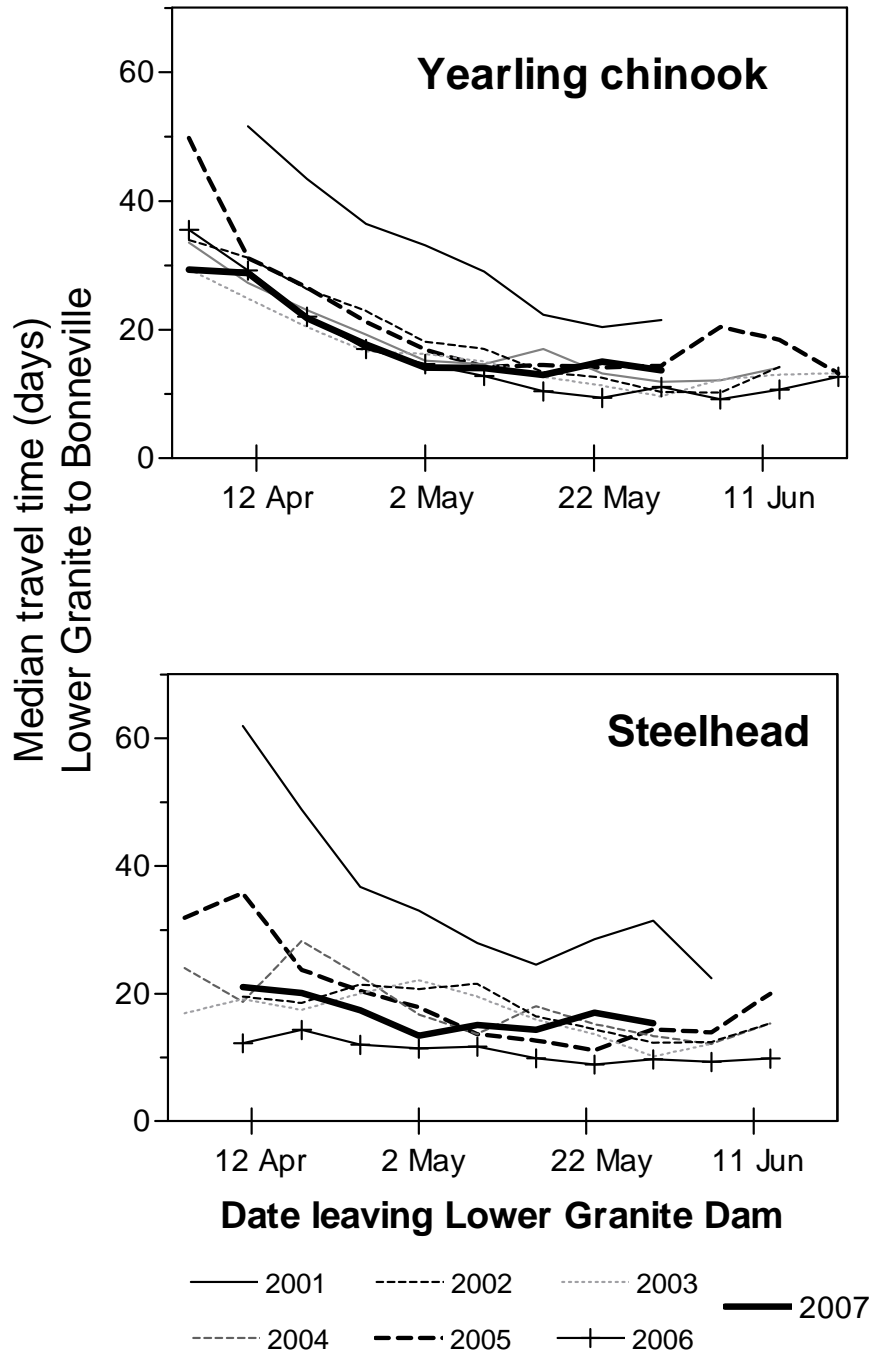 Median travel time (days)
Lower Granite to Bonneville
Yearling chinook
60
40
20
0
12 Apr 2 May 22 May 11 Jun
Steelhead
60
40
20
0
12 Apr 2 May 22 May 11 Jun
Date leaving Lower Granite Dam
2001 2002 2003
2007
2004 2005 2006